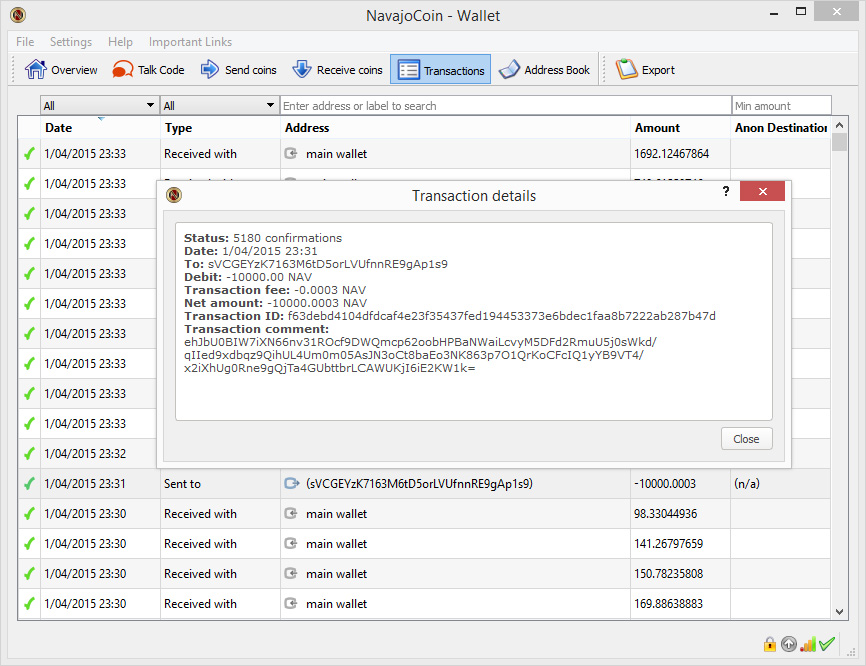 NavajoCoin - Wallet
File Settings Help Important Links
Overview Talk Code Send coins Receive coins Transactions Address Book Export
All All Enter address or label to search Min amount
Date Type Address Amount Anon Destination
1/04/2015 23:33 Received with main wallet 1692.12467864
1/04/2015 23:33
Transaction details ?
1/04/2015 23:33
1/04/2015 23:33
1/04/2015 23:33
1/04/2015 23:33
1/04/2015 23:33
1/04/2015 23:33
1/04/2015 23:33
1/04/2015 23:33
1/04/2015 23:32
Status: 5180 confirmations
Date: 1/04/2015 23:31
To: sVCGEYzK7163M6tD5orLVUfnnRE9gAp1s9
Debit: -10000.00 NAV
Transaction fee: -0.0003 NAV
Net amount: -10000.0003 NAV
Transaction ID: f63debd4104dfdcaf4e23f35437fed194453373e6bdec1faa8b7222ab287b47d
Transaction comment:
ehJbU0BIW7iXN66nv31ROcf9DWQmcp62oobHPBaNWaiLcvyM5DFd2RmuU5j0sWkd/
qIIed9xdbqz9QihUL4Um0m05AsJN3oCt8baEo3NK863p7O1QrKoCFcIQ1yYB9VT4/
x2iXhUg0Rne9gQjTa4GUbttbrLCAWUKjI6iE2KW1k=
Close
1/04/2015 23:31 Sent to (sVCGEYzK7163M6tD5orLVUfnnRE9gAp1s9) -10000.0003 (n/a)
1/04/2015 23:30 Received with main wallet 98.33044936
1/04/2015 23:30 Received with main wallet 141.26797659
1/04/2015 23:30 Received with main wallet 150.78235808
1/04/2015 23:30 Received with main wallet 169.88638883